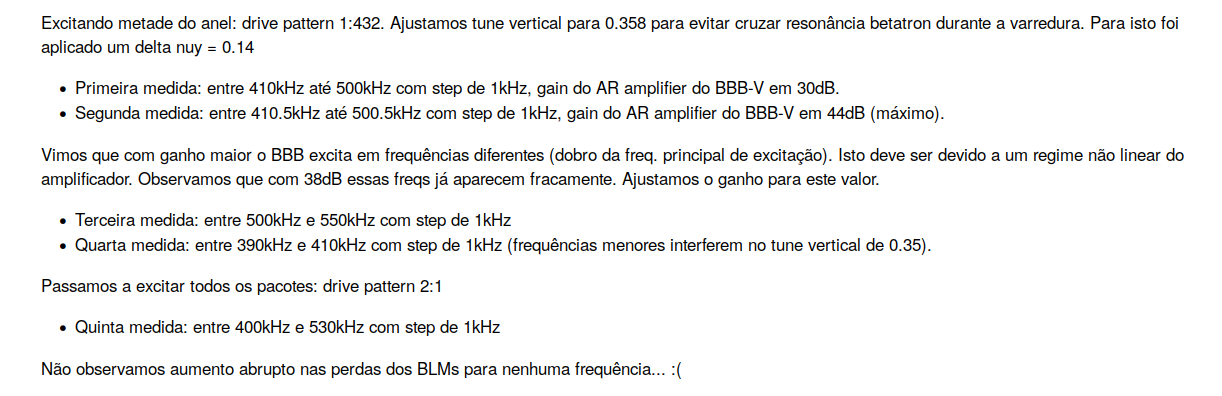 Excitando metade do anel: drive pattern 1:432. Ajustamos tune vertical para 0.358 para evitar cruzar resonância betatron durante a varredura. Para isto foi
aplicado um delta nuy = 0.14
• Primeira medida: entre 410kHz até 500kHz com step de 1kHz, gain do AR amplifier do BBB-V em 30dB.
• Segunda medida: entre 410.5kHz até 500.5kHz com step de 1kHz, gain do AR amplifier do BBB-V em 44dB (máximo).
Vimos que com ganho maior o BBB excita em frequências diferentes (dobro da freq. principal de excitação). Isto deve ser devido a um regime não linear do
amplificador. Observamos que com 38dB essas freqs já aparecem fracamente. Ajustamos o ganho para este valor.
• Terceira medida: entre 500kHz e 550kHz com step de 1kHz
• Quarta medida: entre 390kHz e 410kHz com step de 1kHz (frequências menores interferem no tune vertical de 0.35).
Passamos a excitar todos os pacotes: drive pattern 2:1
• Quinta medida: entre 400kHz e 530kHz com step de 1kHz
Não observamos aumento abrupto nas perdas dos BLMs para nenhuma frequência... :(